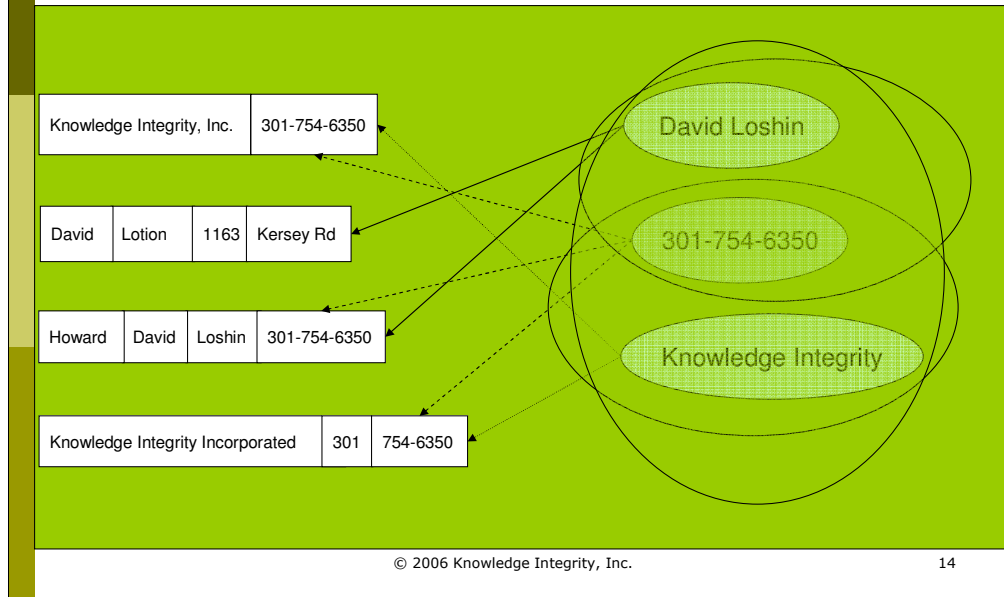 Knowledge Integrity, Inc. 301-754-6350
David Lotion 1163 Kersey Rd
Howard David Loshin 301-754-6350
Knowledge Integrity Incorporated 301 754-6350
David Loshin
301-754-6350
Knowledge Integrity
© 2006 Knowledge Integrity, Inc. 14